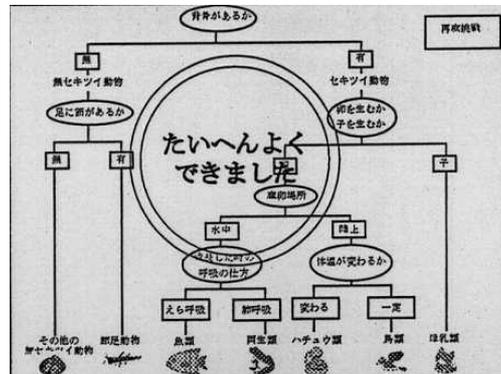 背骨があるか
再度挑戦
無
有
無セキツイ動物
セキツイ動物
足に節があるか
卵を生むか
子を生むか
たいへんよく
できました
無
有
子
産卵場所
水中
陸上
呼吸の仕方
体温が変わるか
えら呼吸
肺呼吸
変わる
一定
その他の
無セキツイ動物
節足動物
魚類
両生類
ハチュウ類
鳥類
ほ乳類